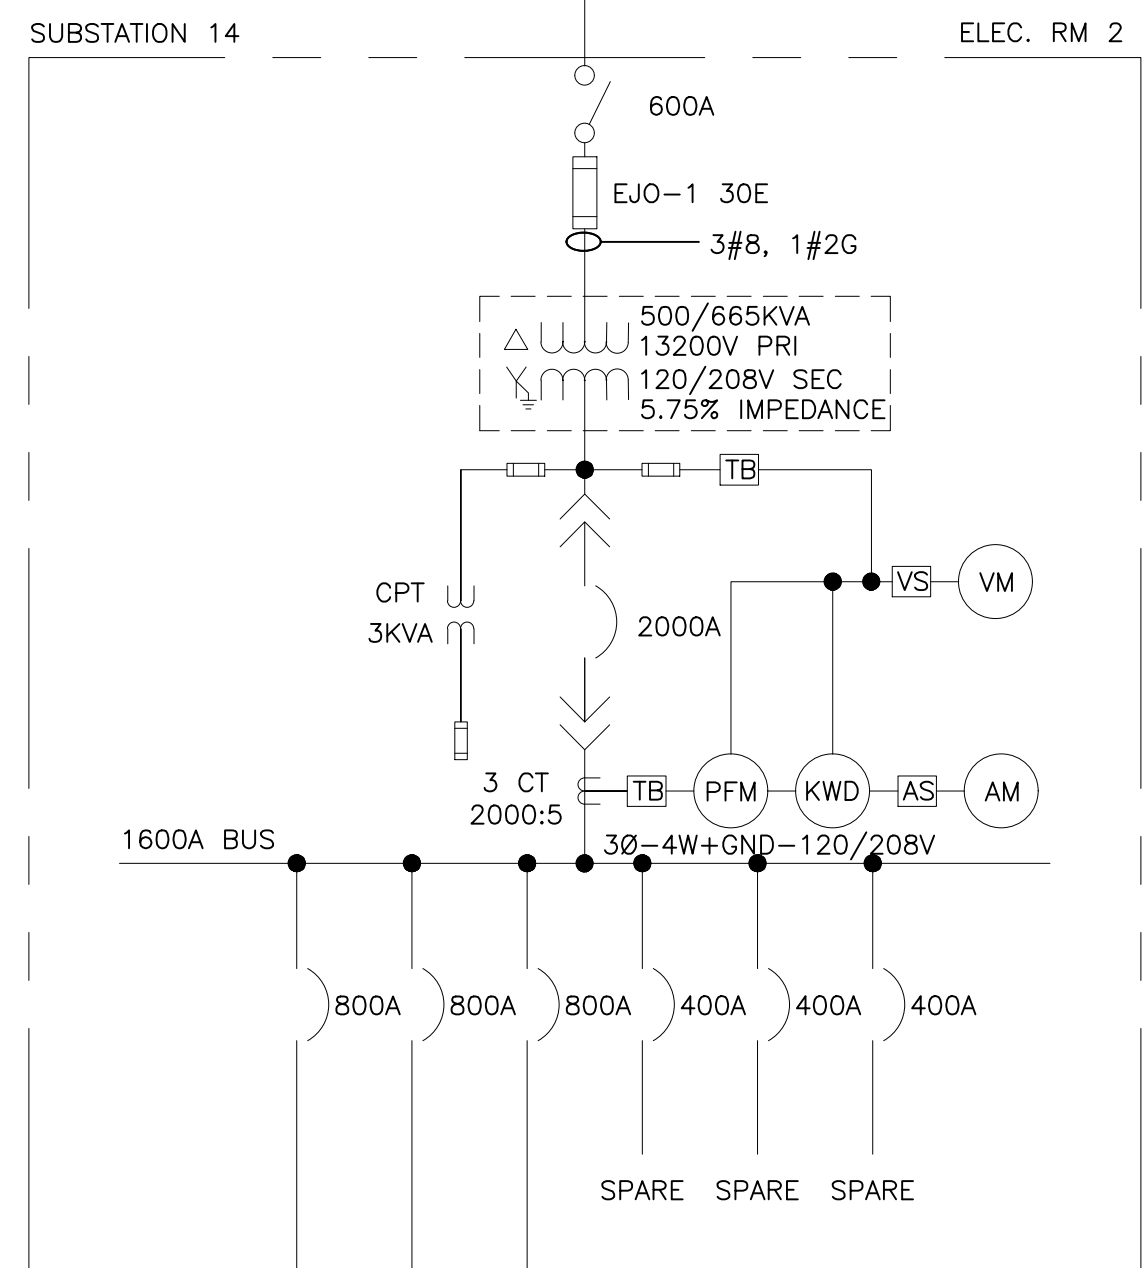 SUBSTATION 14
ELEC. RM 2
600A
EJO-1 30E
3#8, 1#2G
500/665KVA
13200V PRI
120/208V SEC
5.75% IMPEDANCE
TB
CPT
3KVA
2000A
VS
VM
3 CT
2000:5
TB
PFM
KWD
AS
AM
1600A BUS
3Ø-4W+GND-120/208V
800A
800A
800A
400A
400A
400A
SPARE
SPARE
SPARE